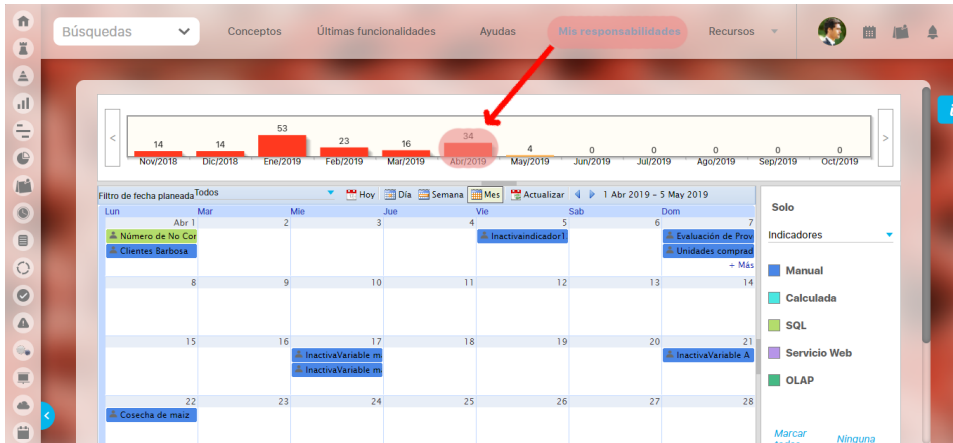 Búsquedas Conceptos Últimas funcionalidades Ayudas Mis responsabilidades Recursos
< 14 14 53 23 16 34 4 0 0 0 0 0 >
Nov/2018 Dic/2018 Ene/2019 Feb/2019 Mar/2019 Abr/2019 May/2019 Jun/2019 Jul/2019 Ago/2019 Sep/2019 Oct/2019
Filtro de fecha planeada Todos Hoy Día Semana Mes Actualizar 1 Abr 2019 - 5 May 2019
Lun Mar Mie Jue Vie Sab Dom
Abr 1 2 3 4 5 6 7
Número de No Cor Inactivaindicador1 Evaluación de Prov
Clientes Barbosa Unidades comprad
+ Más
8 9 10 11 12 13 14
15 16 17 18 19 20 21
InactivaVariable m InactivaVariable A
InactivaVariable m
22 23 24 25 26 27 28
Cosecha de maiz
Solo
Indicadores
Manual
Calculada
SQL
Servicio Web
OLAP
Marcar
Ninguna